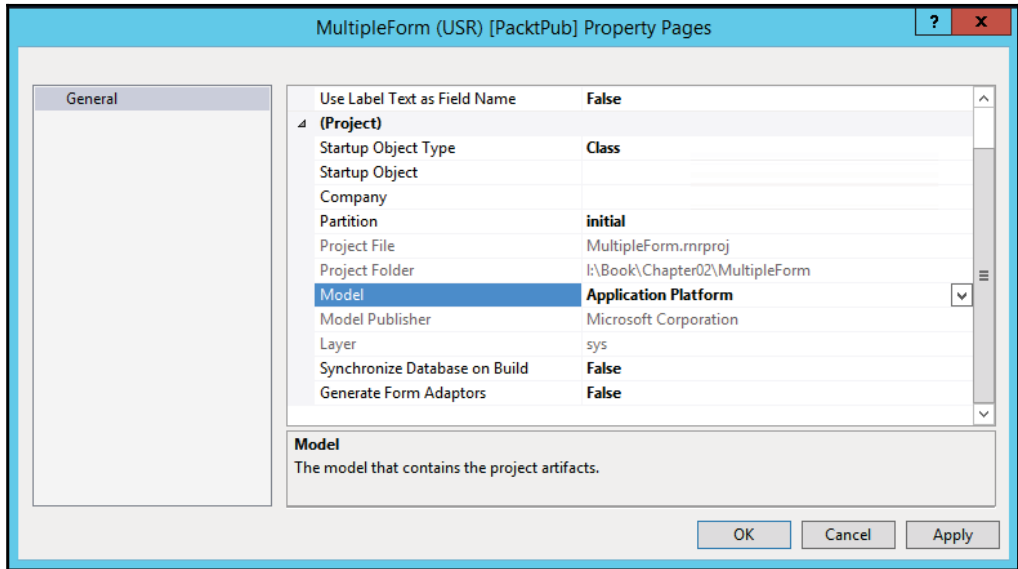 MultipleForm (USR) [PacktPub] Property Pages
? x
General
Use Label Text as Field Name False
(Project)
Startup Object Type Class
Startup Object
Company
Partition initial
Project File MultipleForm.rnrproj
Project Folder I:\Book\Chapter02\MultipleForm
Model Application Platform
Model Publisher Microsoft Corporation
Layer sys
Synchronize Database on Build False
Generate Form Adaptors False
Model
The model that contains the project artifacts.
OK Cancel Apply